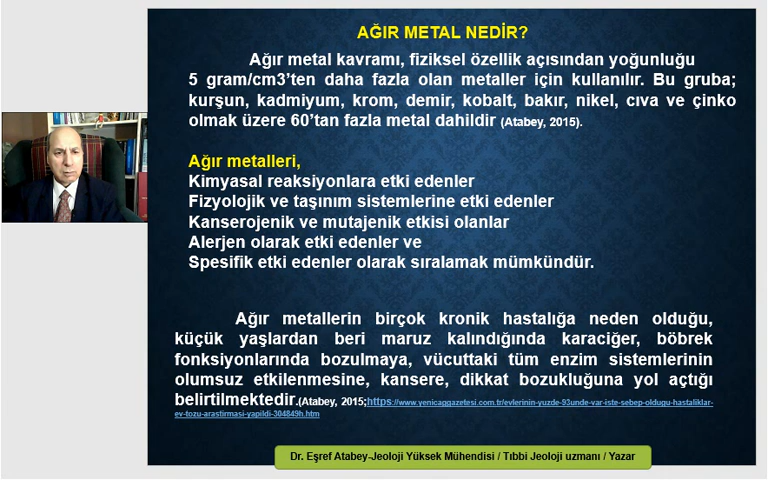 AĞIR METAL NEDİR?
Ağır metal kavramı, fiziksel özellik açısından yoğunluğu
5 gram/cm3’ten daha fazla olan metaller için kullanılır. Bu gruba;
kurşun, kadmiyum, krom, demir, kobalt, bakır, nikel, cıva ve çinko
olmak üzere 60’tan fazla metal dahildir (Atabey, 2015).
Ağır metalleri,
Kimyasal reaksiyonlara etki edenler
Fizyolojik ve taşınım sistemlerine etki edenler
Kanserojenik ve mutajenik etkisi olanlar
Alerjen olarak etki edenler ve
Spesifik etki edenler olarak sıralamak mümkündür.
Ağır metallerin birçok kronik hastalığa neden olduğu,
küçük yaşlardan beri maruz kalındığında karaciğer, böbrek
fonksiyonlarında bozulmaya, vücuttaki tüm enzim sistemlerinin
olumsuz etkilenmesine, kansere, dikkat bozukluğuna yol açtığı
belirtilmektedir.(Atabey, 2015;https://www.yenicaggazetesi.com.tr/evlerinin-yuzde-93unde-var-iste-sebep-oldugu-hastaliklar-
ev-tozu-arastirmasi-yapildi-304849h.htm
Dr. Eşref Atabey-Jeoloji Yüksek Mühendisi / Tıbbi Jeoloji uzmanı / Yazar